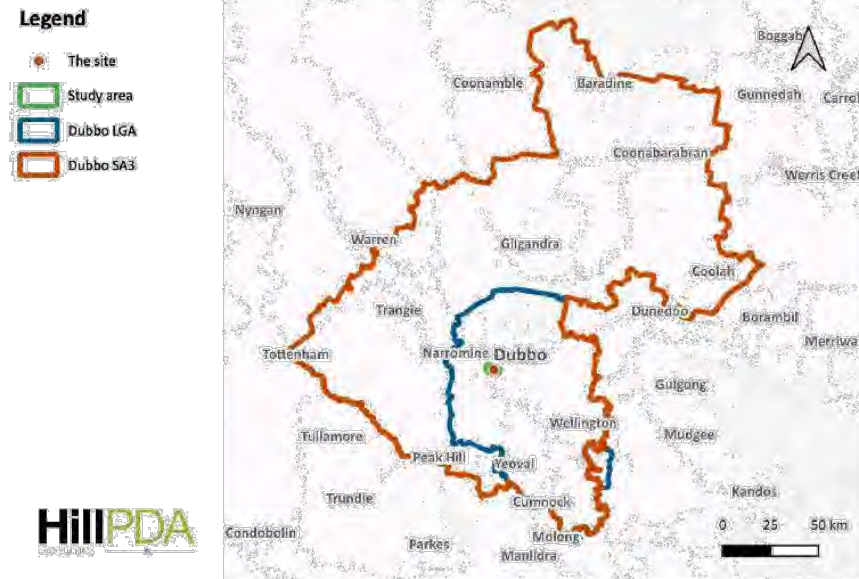 Legend
The site
Study area
Dubbo LGA
Dubbo SA3
Boggab
Coonamble
Baradine
Gunnedah
Carrol
Coonabarabran
Werris Creek
Nyngan
Warren
Gilgandra
Coolah
Trangie
Dunedoo
Borambil
Merriwa
Tottenham
Narromine
Dubbo
Gulgong
Wellington
Tullamore
Mudgee
Peak Hill
Yeoval
Trundle
Cumnock
Kandos
Condobolin
Parkes
Molong
Manildra
0 25 50 km
HillPDA